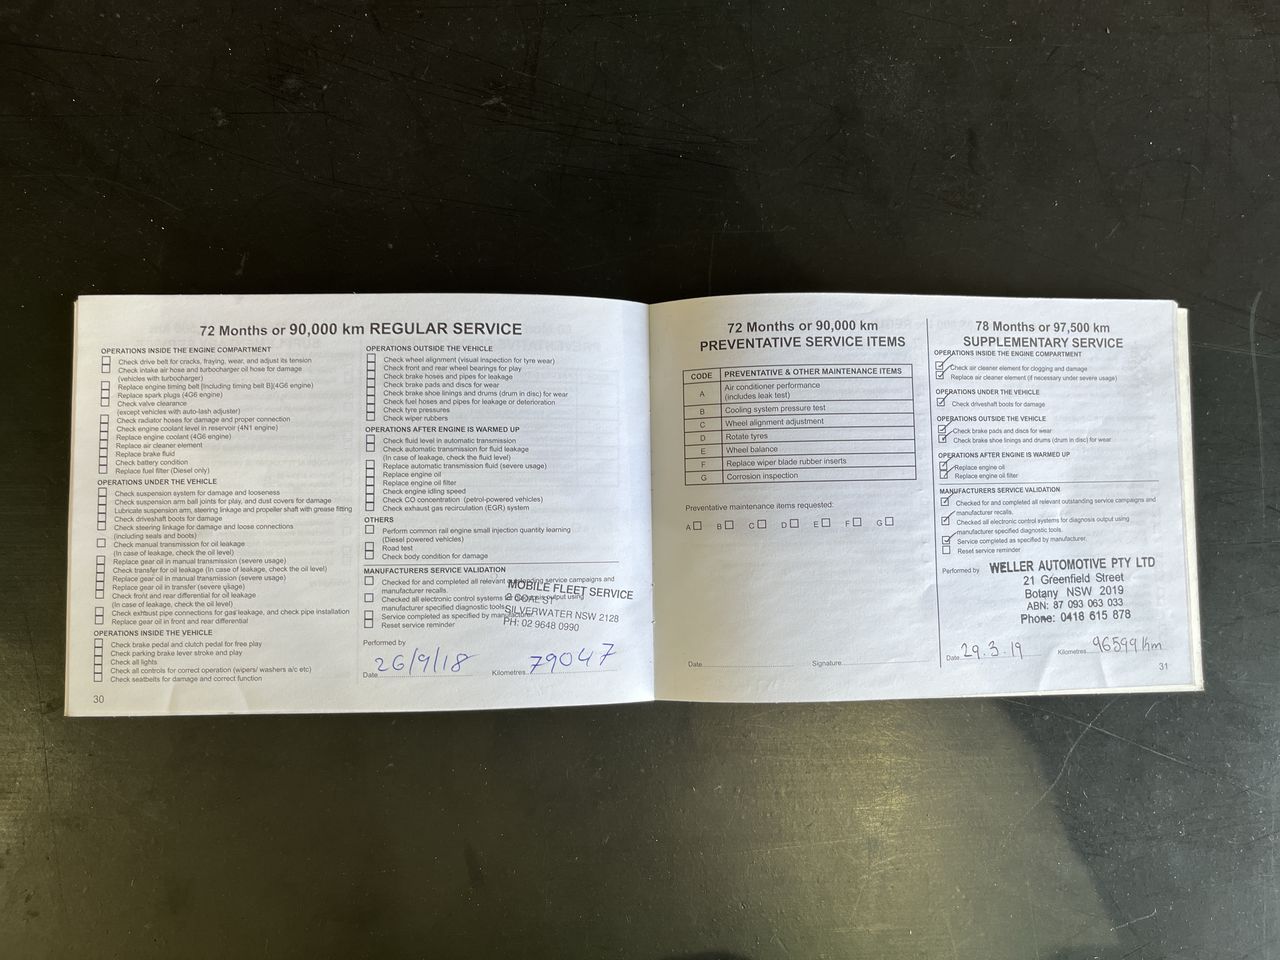 72 Months or 90,000 km REGULAR SERVICE
OPERATIONS INSIDE THE ENGINE COMPARTMENT
Check drive belt for cracks, fraying, wear, and adjust its tension
Check intake air hose and turbocharger oil hose for damage
(vehicles with turbocharger)
Replace engine timing belt (including timing belt B)(4G6 engine)
Replace spark plugs (4G6 engine)
Check valve clearance
(except vehicles with auto-lash adjuster)
Check radiator hoses for damage and proper connection
Check engine coolant level in reservoir (4N1 engine)
Replace engine coolant (4G6 engine)
Replace air cleaner element
Replace brake fluid
Check battery condition
Replace fuel filter (Diesel only)
OPERATIONS UNDER THE VEHICLE
Check suspension system for damage and looseness
Check suspension arm ball joints for play, and dust covers for damage
Lubricate suspension arm, steering linkage and propeller shaft with grease fitting
Check driveshaft boots for damage
Check steering linkage for damage and loose connections
(including seals and boots)
Check manual transmission for oil leakage
(In case of leakage, check the oil level)
Replace gear oil in manual transmission (severe usage)
Check transfer for oil leakage (In case of leakage, check the oil level)
Replace gear oil in manual transmission (severe usage)
Replace gear oil in transfer (severe usage)
Check front and rear differential for oil leakage
(In case of leakage, check the oil level)
Check exhaust pipe connections for gas leakage, and check pipe installation
Replace gear oil in front and rear differential
OPERATIONS INSIDE THE VEHICLE
Check brake pedal and clutch pedal for free play
Check parking brake lever stroke and play
Check all lights
Check all controls for correct operation (wipers/ washers a/c etc)
Check seatbelts for damage and correct function
30
OPERATIONS OUTSIDE THE VEHICLE
Check wheel alignment (visual inspection for tyre wear)
Check front and rear wheel bearings for play
Check brake hoses and pipes for leakage
Check brake pads and discs for wear
Check brake shoe linings and drums (drum in disc) for wear
Check fuel hoses and pipes for leakage or deterioration
Check tyre pressures
Check wiper rubbers
OPERATIONS AFTER ENGINE IS WARMED UP
Check fluid level in automatic transmission
Check automatic transmission for fluid leakage
(In case of leakage, check the fluid level)
Replace automatic transmission fluid (severe usage)
Replace engine oil
Replace engine oil filter
Check engine idling speed
Check CO concentration (petrol-powered vehicles)
Check exhaust gas recirculation (EGR) system
OTHERS
Perform common rail engine small injection quantity learning
(Diesel powered vehicles)
Road test
Check body condition for damage
MANUFACTURERS SERVICE VALIDATION
Checked for and completed all relevant outstanding service campaigns and
manufacturer recalls.
Checked all electronic control systems for diagnosis output using
manufacturer specified diagnostic tools.
Service completed as specified by manufacturer.
Reset service reminder
MOBILE FLEET SERVICE
COAL ST
SILVERWATER NSW 2128
PH: 02 9648 0990
Performed by
Date 26/9/18 Kilometres 79047
72 Months or 90,000 km
PREVENTATIVE SERVICE ITEMS
CODE PREVENTATIVE & OTHER MAINTENANCE ITEMS
A Air conditioner performance
(includes leak test)
B Cooling system pressure test
C Wheel alignment adjustment
D Rotate tyres
E Wheel balance
F Replace wiper blade rubber inserts
G Corrosion inspection
Preventative maintenance items requested:
A B C D E F G
Date Signature
78 Months or 97,500 km
SUPPLEMENTARY SERVICE
OPERATIONS INSIDE THE ENGINE COMPARTMENT
Check air cleaner element for clogging and damage
Replace air cleaner element (if necessary under severe usage)
OPERATIONS UNDER THE VEHICLE
Check driveshaft boots for damage
OPERATIONS OUTSIDE THE VEHICLE
Check brake pads and discs for wear
Check brake shoe linings and drums (drum in disc) for wear
OPERATIONS AFTER ENGINE IS WARMED UP
Replace engine oil
Replace engine oil filter
MANUFACTURERS SERVICE VALIDATION
Checked for and completed all relevant outstanding service campaigns and
manufacturer recalls.
Checked all electronic control systems for diagnosis output using
manufacturer specified diagnostic tools.
Service completed as specified by manufacturer.
Reset service reminder
Performed by WELLER AUTOMOTIVE PTY LTD
21 Greenfield Street
Botany NSW 2019
ABN: 87 093 063 033
Phone: 0418 615 878
Date 29.3.19 Kilometres 96599 km
31